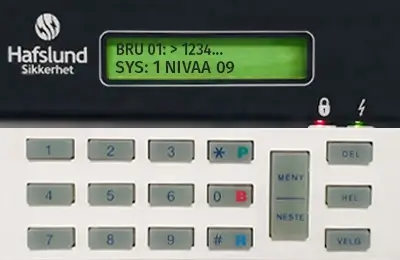 Hafslund
Sikkerhet
BRU 01: > 1234...
SYS: 1 NIVAA 09
1 2 3 * P DEL
MENY
4 5 6 0 B HEL
NESTE
7 8 9 # R VELG